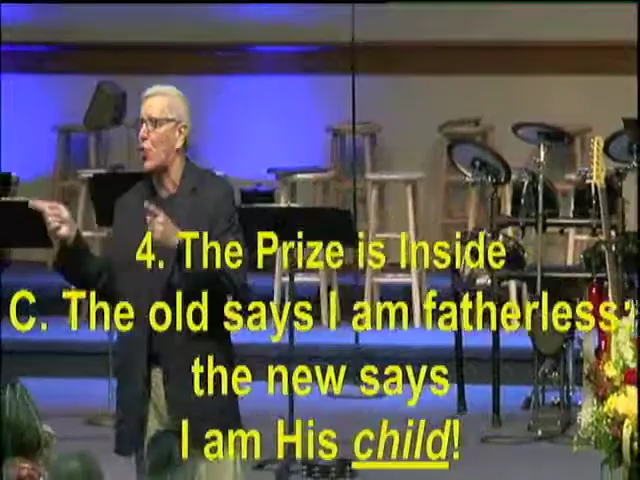 4. The Prize is Inside
C. The old says I am fatherless;
the new says
I am His child!